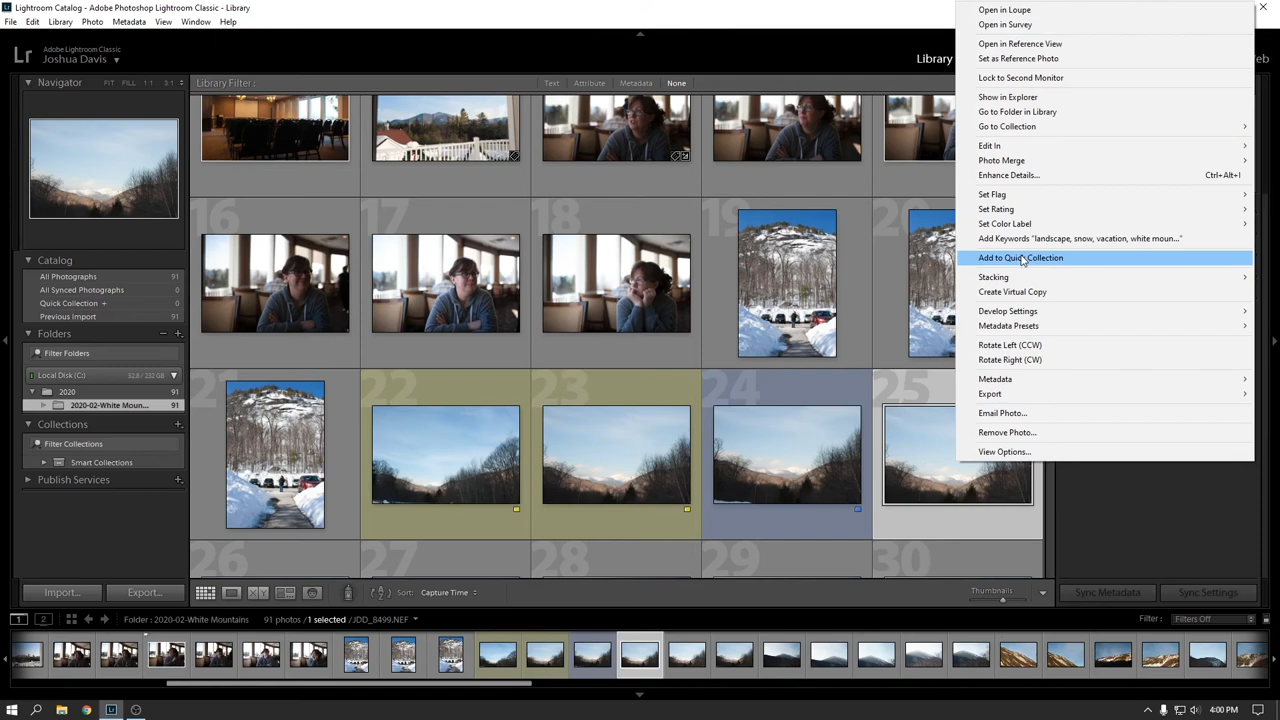 Lightroom Catalog - Adobe Photoshop Lightroom Classic - Library
File Edit Library Photo Metadata View Window Help
Lr
Adobe Lightroom Classic
Joshua Davis
Library
eb
Navigator FIT FILL 1:1 3:1
Library Filter: Text Attribute Metadata None
Catalog
All Photographs 91
All Synced Photographs 0
Quick Collection + 0
Previous Import 91
Folders
Filter Folders
Local Disk (C:) 52.8 / 232 GB
2020 91
2020-02-White Moun... 91
Collections
Filter Collections
Smart Collections
Publish Services
Import... Export...
16 17 18 19 20
21 22 23 24 25
26 27 28 29 30
Open in Loupe
Open in Survey
Open in Reference View
Set as Reference Photo
Lock to Second Monitor
Show in Explorer
Go to Folder in Library
Go to Collection
Edit In
Photo Merge
Enhance Details... Ctrl+Alt+I
Set Flag
Set Rating
Set Color Label
Add Keywords "landscape, snow, vacation, white moun..."
Add to Quick Collection
Stacking
Create Virtual Copy
Develop Settings
Metadata Presets
Rotate Left (CCW)
Rotate Right (CW)
Metadata
Export
Email Photo...
Remove Photo...
View Options...
Sort: Capture Time
Thumbnails
Sync Metadata Sync Settings
1 2 Folder : 2020-02-White Mountains 91 photos / 1 selected / JDD_8499.NEF
Filter : Filters Off
4:00 PM